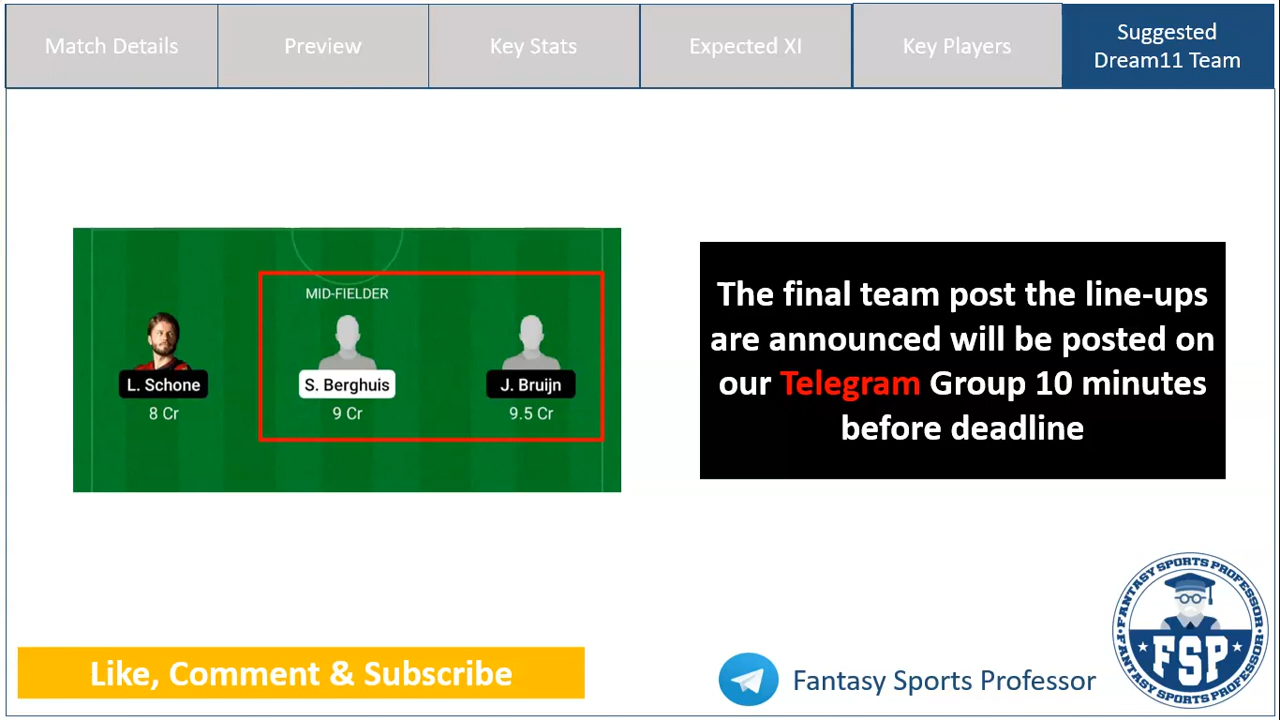 Match Details
Preview
Key Stats
Expected XI
Key Players
Suggested
Dream11 Team
MID-FIELDER
L. Schone
S. Berghuis
J. Bruijn
8 Cr
9 Cr
9.5 Cr
The final team post the line-ups
are announced will be posted on
our Telegram Group 10 minutes
before deadline
Like, Comment & Subscribe
Fantasy Sports Professor
FANTASY SPORTS PROFESSOR
FSP
FANTASY SPORTS PROFESSOR